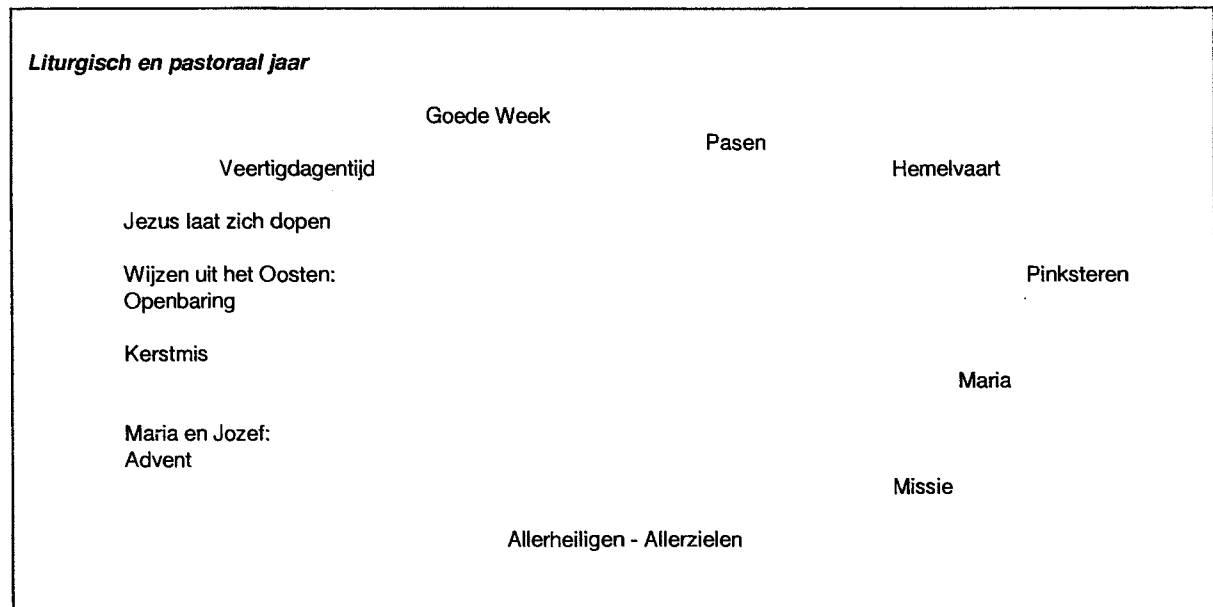 Liturgisch en pastoraal jaar
Goede Week
Pasen
Veertigdagentijd
Hemelvaart
Jezus laat zich dopen
Wijzen uit het Oosten:
Openbaring
Pinksteren
Kerstmis
Maria
Maria en Jozef:
Advent
Missie
Allerheiligen - Allerzielen